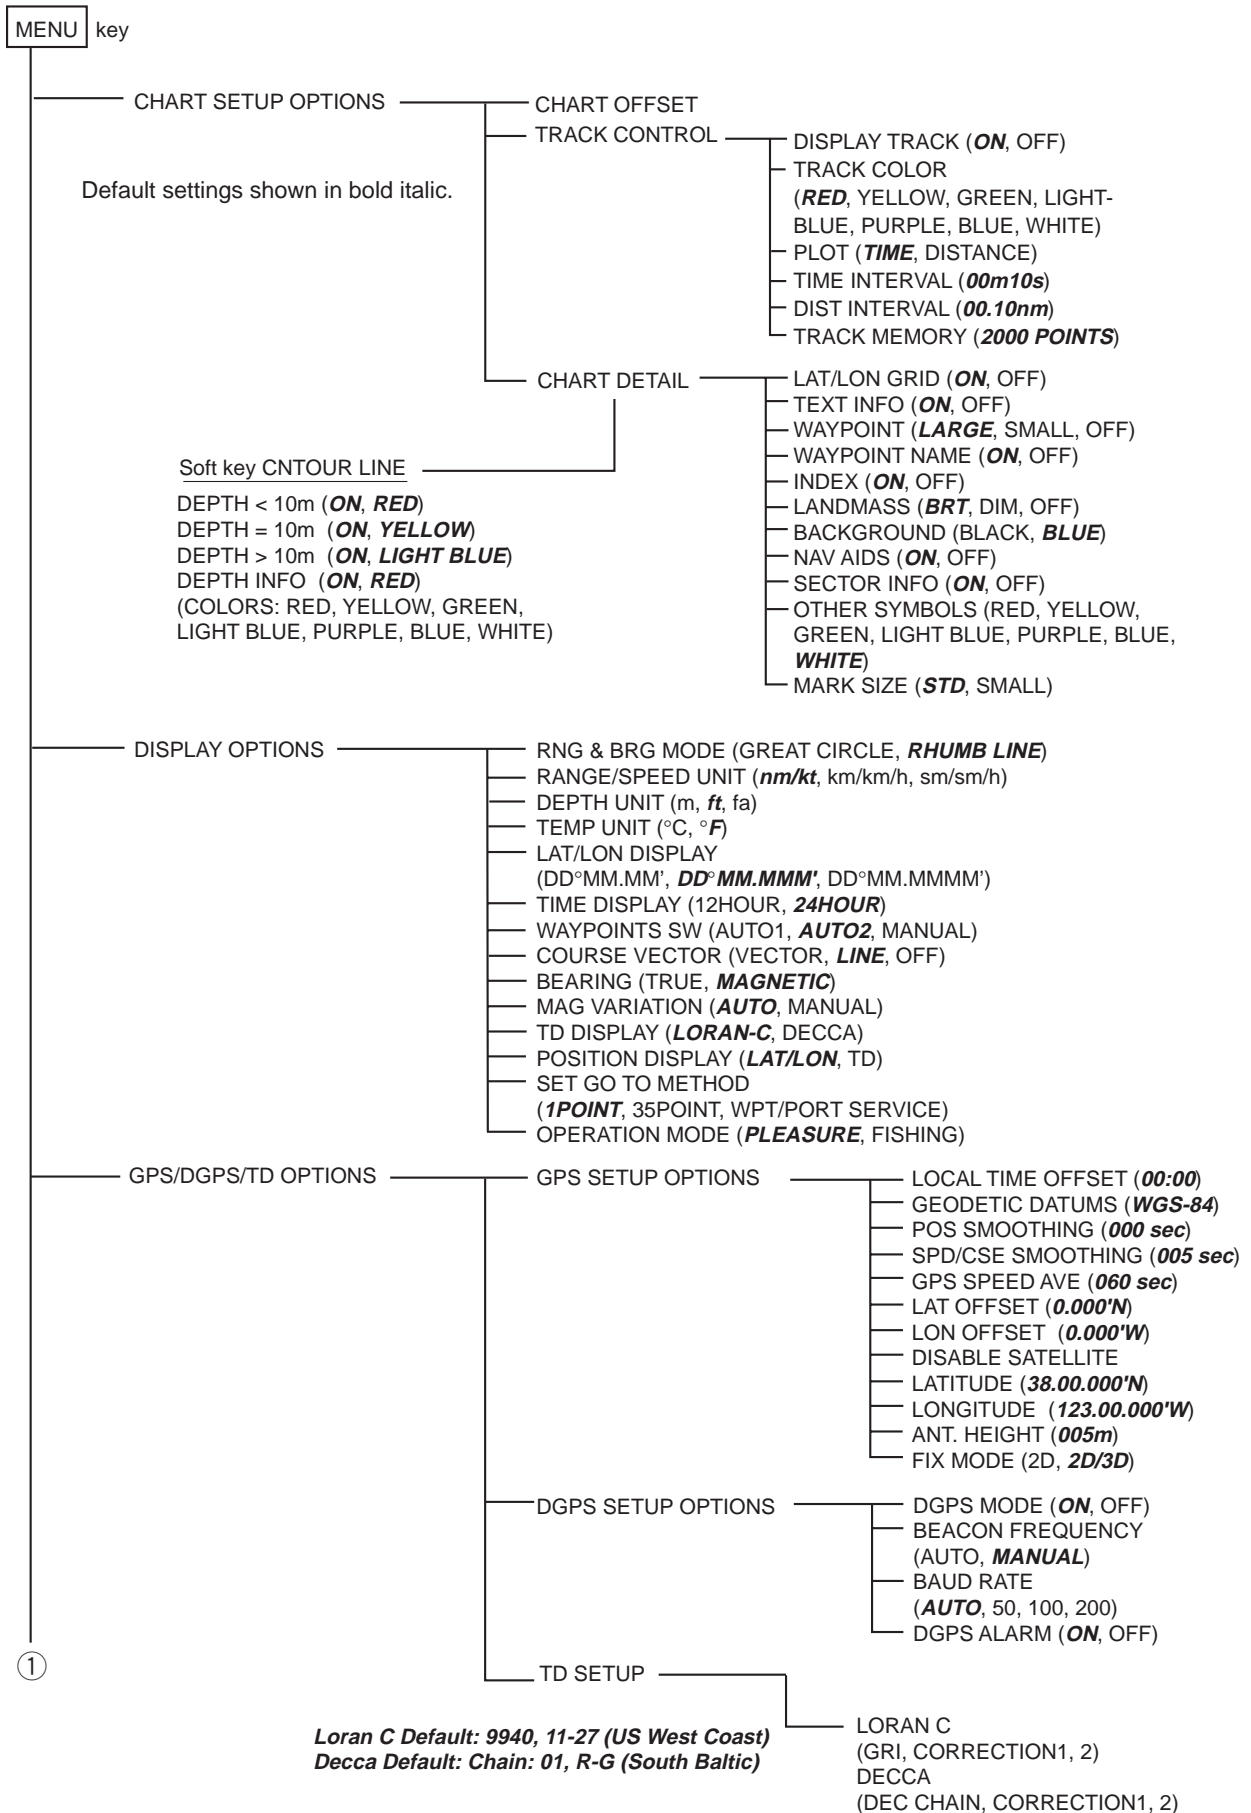 MENU key
CHART SETUP OPTIONS
CHART OFFSET
TRACK CONTROL
DISPLAY TRACK (ON, OFF)
TRACK COLOR
(RED, YELLOW, GREEN, LIGHT-
BLUE, PURPLE, BLUE, WHITE)
PLOT (TIME, DISTANCE)
TIME INTERVAL (00m10s)
DIST INTERVAL (00.10nm)
TRACK MEMORY (2000 POINTS)
Default settings shown in bold italic.
CHART DETAIL
LAT/LON GRID (ON, OFF)
TEXT INFO (ON, OFF)
WAYPOINT (LARGE, SMALL, OFF)
WAYPOINT NAME (ON, OFF)
INDEX (ON, OFF)
LANDMASS (BRT, DIM, OFF)
BACKGROUND (BLACK, BLUE)
NAV AIDS (ON, OFF)
SECTOR INFO (ON, OFF)
OTHER SYMBOLS (RED, YELLOW,
GREEN, LIGHT BLUE, PURPLE, BLUE,
WHITE)
MARK SIZE (STD, SMALL)
Soft key CNTOUR LINE
DEPTH < 10m (ON, RED)
DEPTH = 10m (ON, YELLOW)
DEPTH > 10m (ON, LIGHT BLUE)
DEPTH INFO (ON, RED)
(COLORS: RED, YELLOW, GREEN,
LIGHT BLUE, PURPLE, BLUE, WHITE)
DISPLAY OPTIONS
RNG & BRG MODE (GREAT CIRCLE, RHUMB LINE)
RANGE/SPEED UNIT (nm/kt, km/km/h, sm/sm/h)
DEPTH UNIT (m, ft, fa)
TEMP UNIT (°C, °F)
LAT/LON DISPLAY
(DD°MM.MM', DD°MM.MMM', DD°MM.MMMM')
TIME DISPLAY (12HOUR, 24HOUR)
WAYPOINTS SW (AUTO1, AUTO2, MANUAL)
COURSE VECTOR (VECTOR, LINE, OFF)
BEARING (TRUE, MAGNETIC)
MAG VARIATION (AUTO, MANUAL)
TD DISPLAY (LORAN-C, DECCA)
POSITION DISPLAY (LAT/LON, TD)
SET GO TO METHOD
(1POINT, 35POINT, WPT/PORT SERVICE)
OPERATION MODE (PLEASURE, FISHING)
GPS/DGPS/TD OPTIONS
GPS SETUP OPTIONS
LOCAL TIME OFFSET (00:00)
GEODETIC DATUMS (WGS-84)
POS SMOOTHING (000 sec)
SPD/CSE SMOOTHING (005 sec)
GPS SPEED AVE (060 sec)
LAT OFFSET (0.000'N)
LON OFFSET (0.000'W)
DISABLE SATELLITE
LATITUDE (38.00.000'N)
LONGITUDE (123.00.000'W)
ANT. HEIGHT (005m)
FIX MODE (2D, 2D/3D)
DGPS SETUP OPTIONS
DGPS MODE (ON, OFF)
BEACON FREQUENCY
(AUTO, MANUAL)
BAUD RATE
(AUTO, 50, 100, 200)
DGPS ALARM (ON, OFF)
①
TD SETUP
LORAN C
(GRI, CORRECTION1, 2)
DECCA
(DEC CHAIN, CORRECTION1, 2)
Loran C Default: 9940, 11-27 (US West Coast)
Decca Default: Chain: 01, R-G (South Baltic)